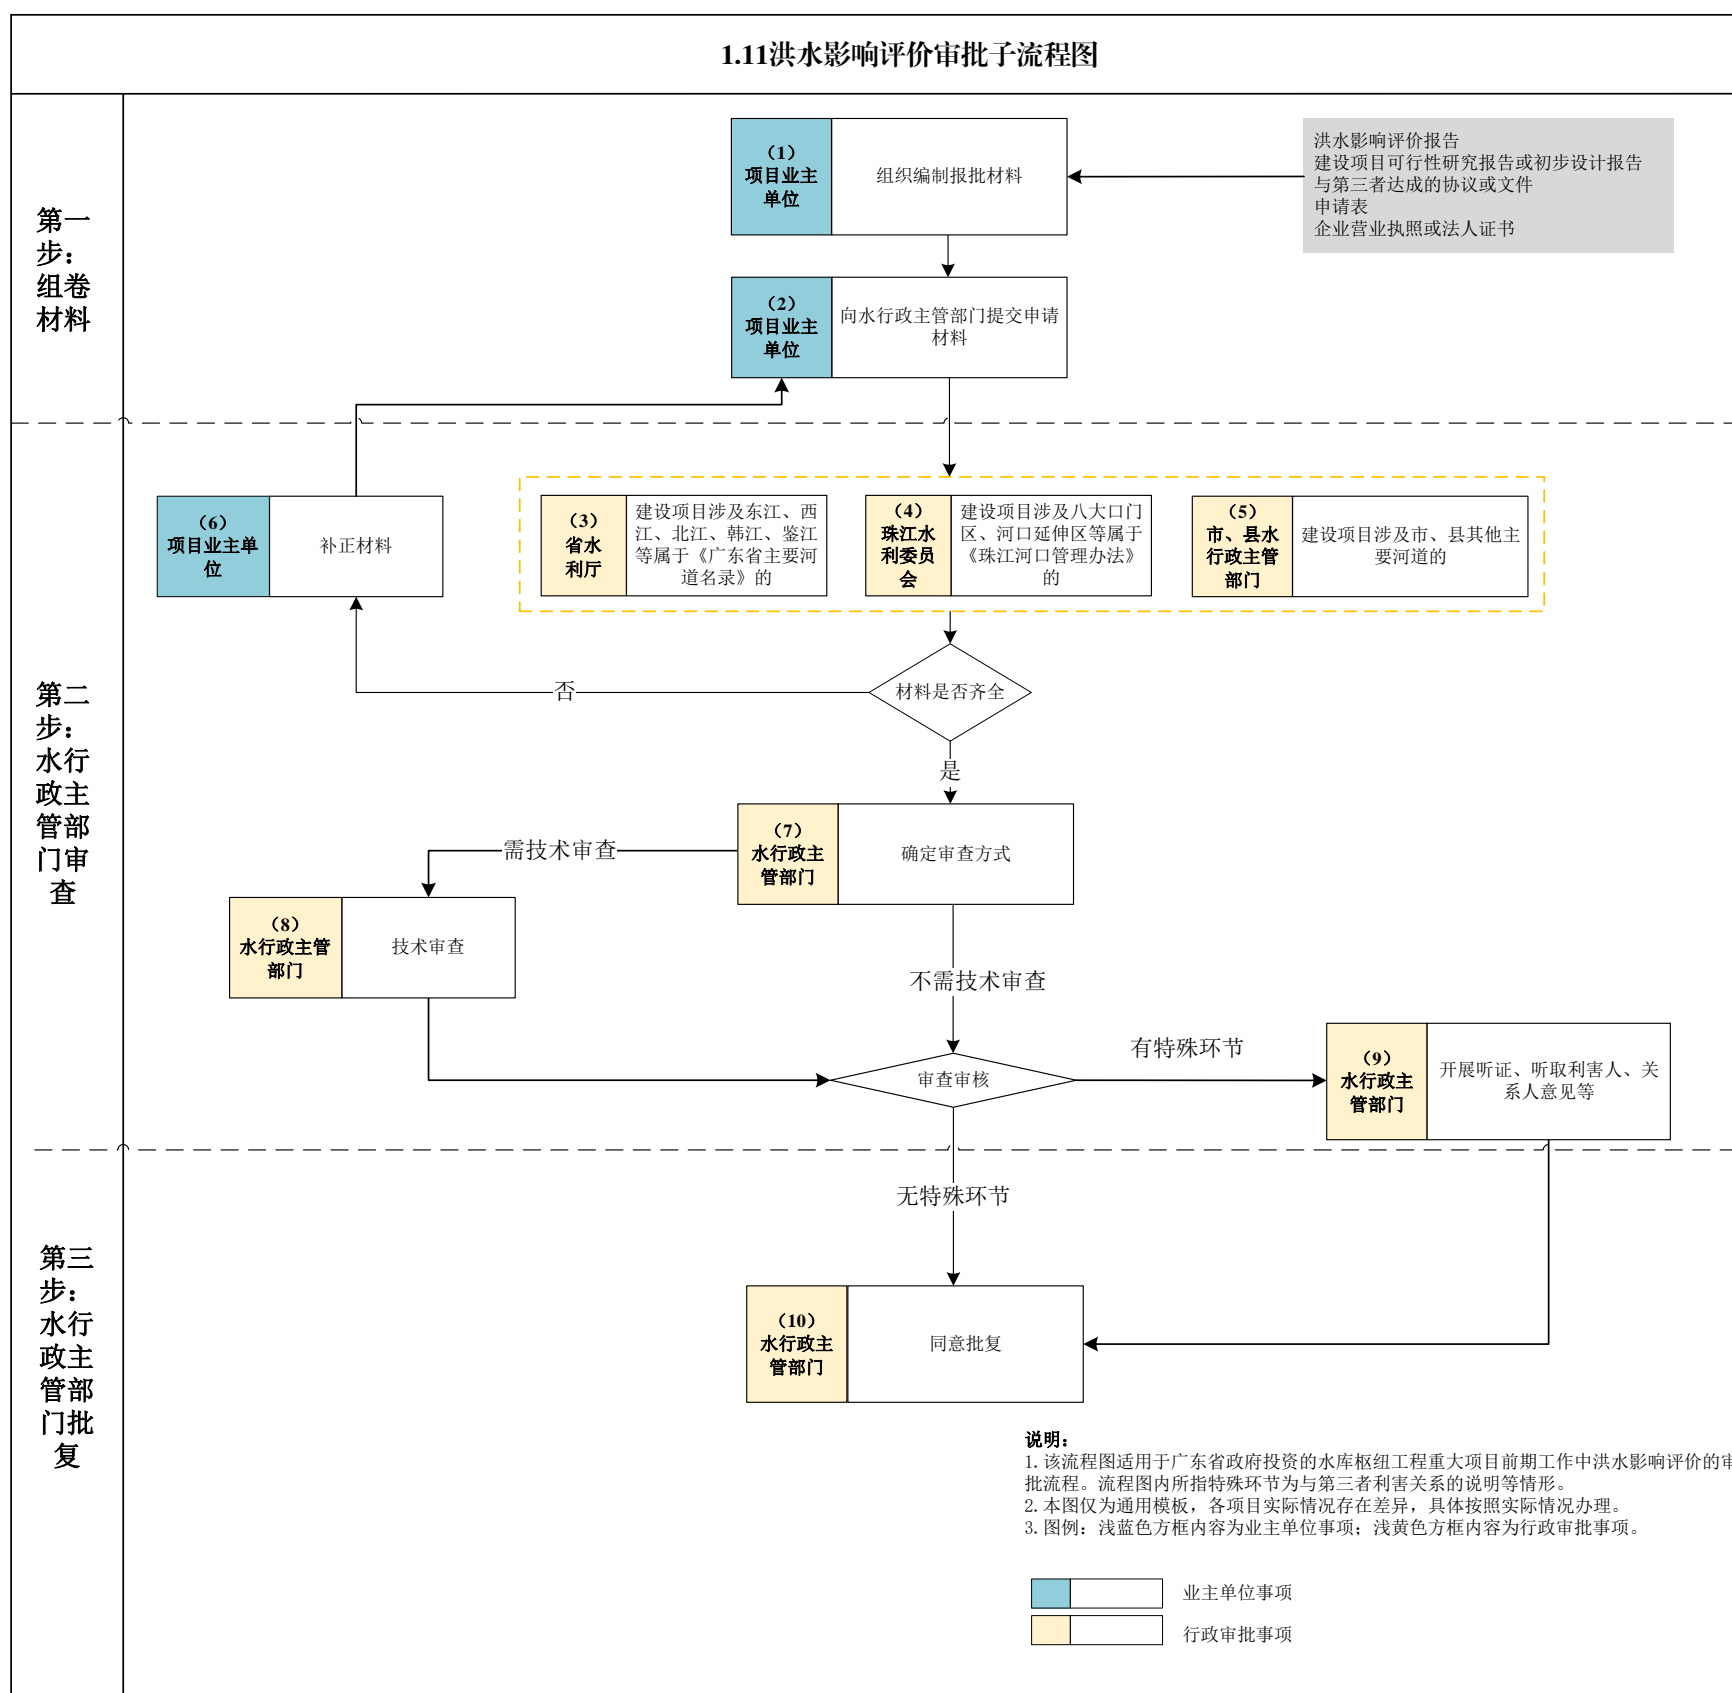 1.11洪水影响评价审批子流程图
第一
步：
组卷
材料
（1）
项目业主
单位
组织编制报批材料
洪水影响评价报告
建设项目可行性研究报告或初步设计报告
与第三者达成的协议或文件
申请表
企业营业执照或法人证书
（2）
项目业主
单位
向水行政主管部门提交申请
材料
第二
步：
水行
政主
管部
门审
查
（6）
项目业主单
位
补正材料
（3）
省水
利厅
建设项目涉及东江、西
江、北江、韩江、鉴江
等属于《广东省主要河
道名录》的
（4）
珠江水
利委员
会
建设项目涉及八大口门
区、河口延伸区等属于
《珠江河口管理办法》
的
（5）
市、县水
行政主管
部门
建设项目涉及市、县其他主
要河道的
否
材料是否齐全
是
（7）
水行政主
管部门
确定审查方式
需技术审查
（8）
水行政主管
部门
技术审查
不需技术审查
审查审核
有特殊环节
（9）
水行政主
管部门
开展听证、听取利害人、关
系人意见等
无特殊环节
第三
步：
水行
政主
管部
门批
复
（10）
水行政主
管部门
同意批复
说明：
1.该流程图适用于广东省政府投资的水库枢纽工程重大项目前期工作中洪水影响评价的审
批流程。流程图内所指特殊环节为与第三者利害关系的说明等情形。
2.本图仅为通用模板，各项目实际情况存在差异，具体按照实际情况办理。
3.图例：浅蓝色方框内容为业主单位事项；浅黄色方框内容为行政审批事项。
业主单位事项
行政审批事项